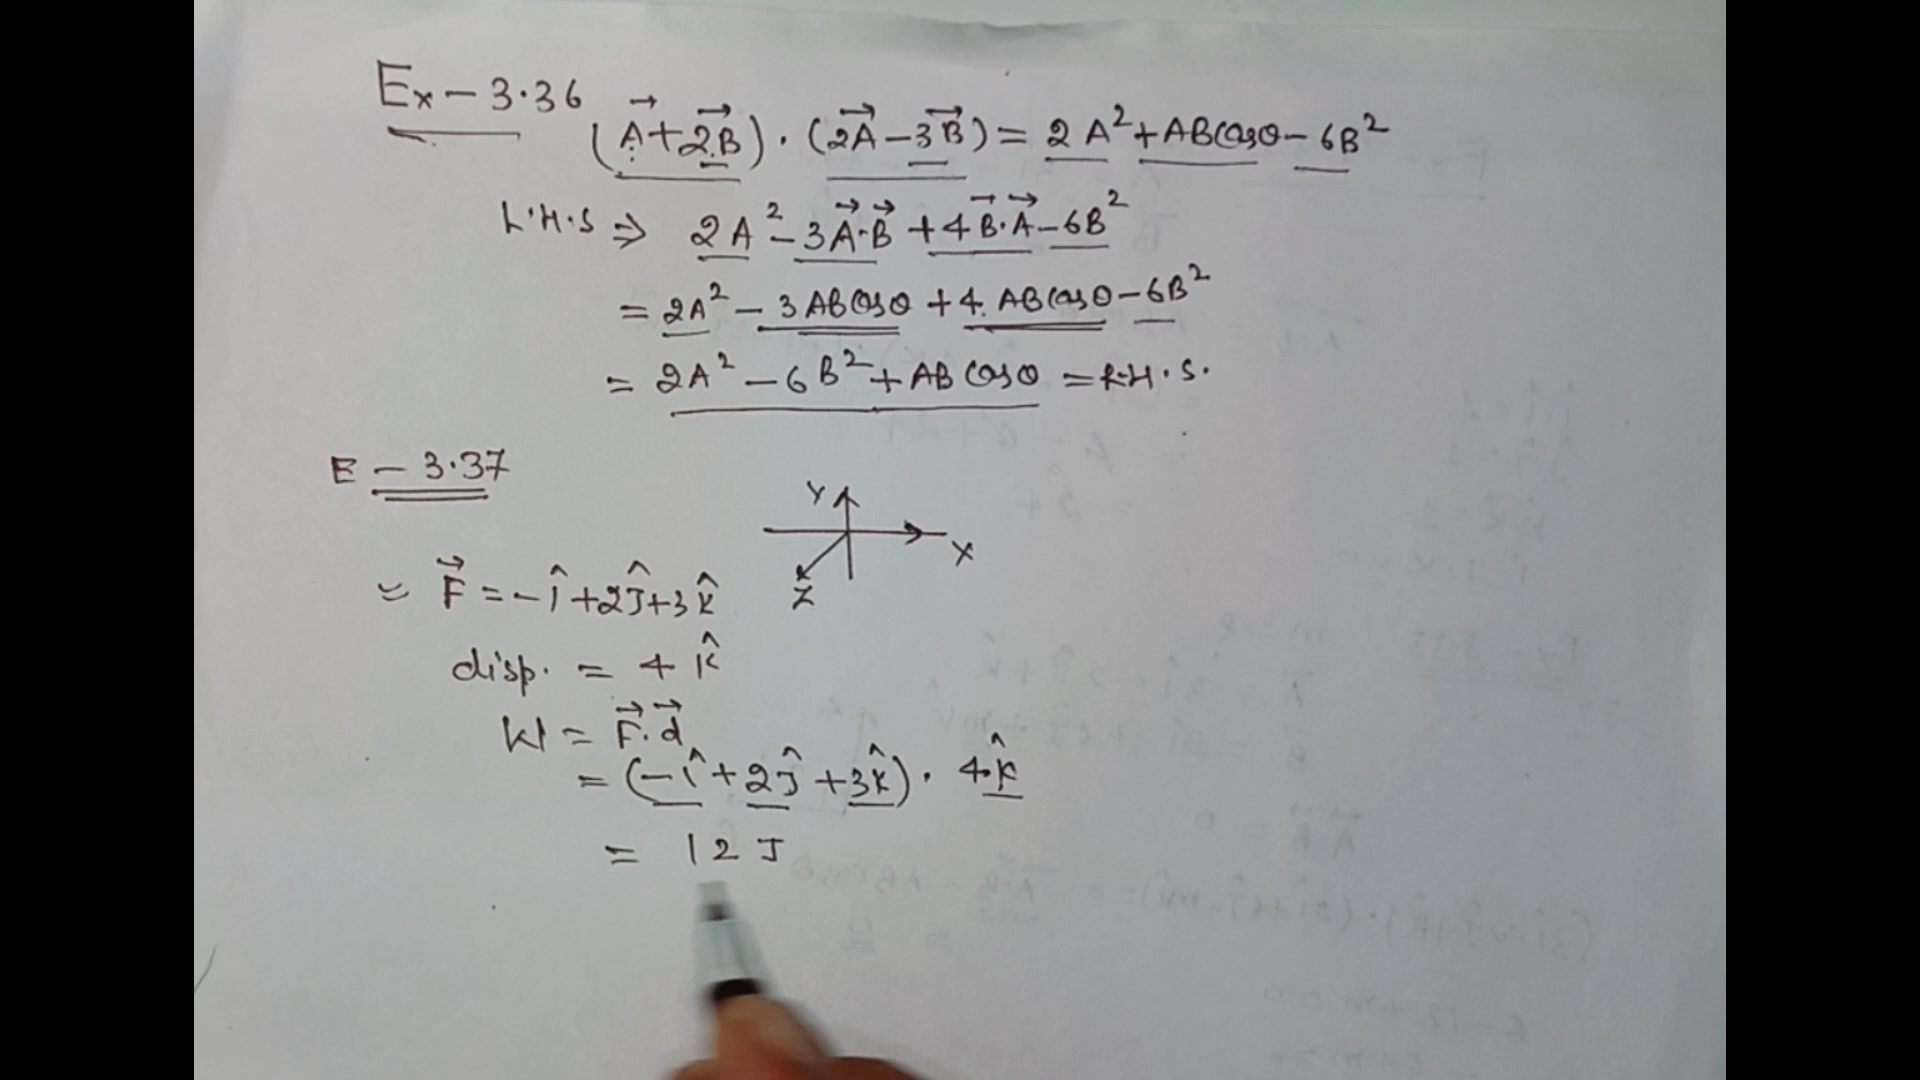 Ex - 3.36
(A⃗+2B⃗) . (2A⃗-3B⃗) = 2A²+ABCosθ-6B²
L.H.S ⇒ 2A²-3A⃗.B⃗+4B⃗.A⃗-6B²
= 2A²-3ABCosθ+4.ABCosθ-6B²
= 2A²-6B²+ABCosθ = R.H.S.
E - 3.37
Y
X
Z
F⃗ = -î+2ĵ+3k̂
disp. = 4k̂
W = F⃗.d⃗
= (-î+2ĵ+3k̂) . 4k̂
= 12 J